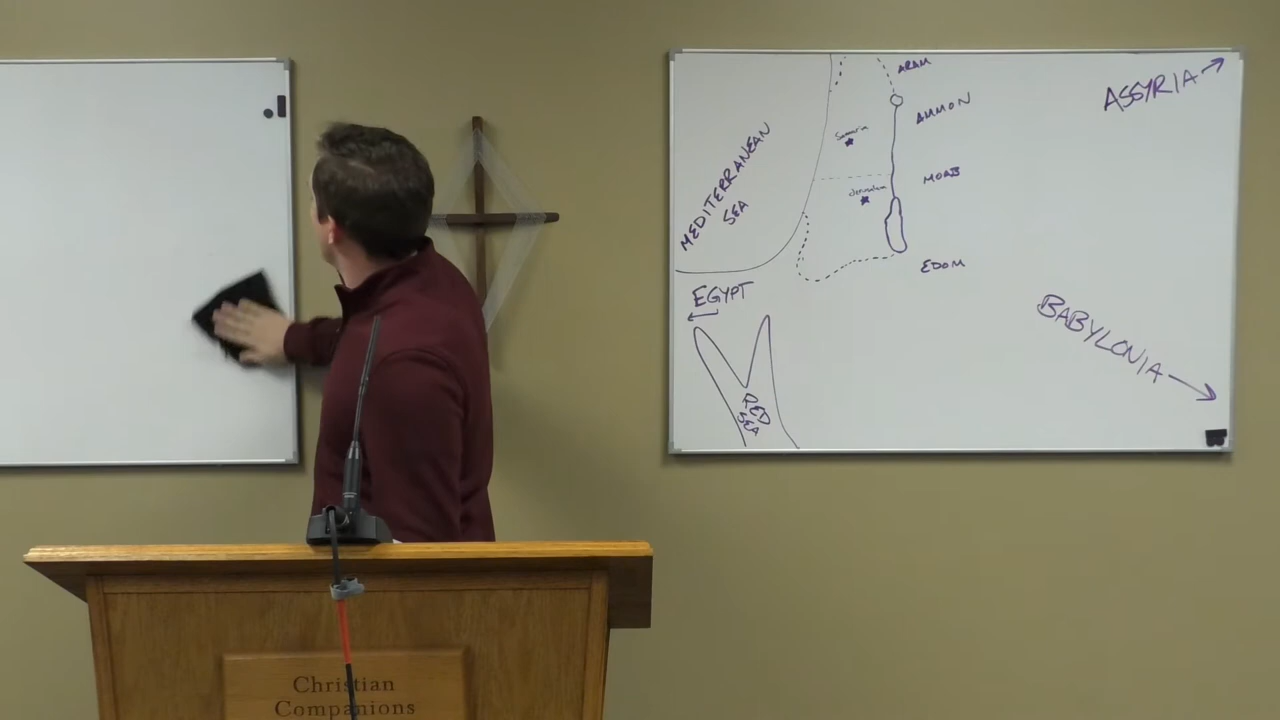 ARAM
ASSYRIA
AMMON
MEDITERRANEAN
SEA
Samaria
MOAB
Jerusalem
EDOM
EGYPT
BABYLONIA
RED
SEA
Christian
Companions